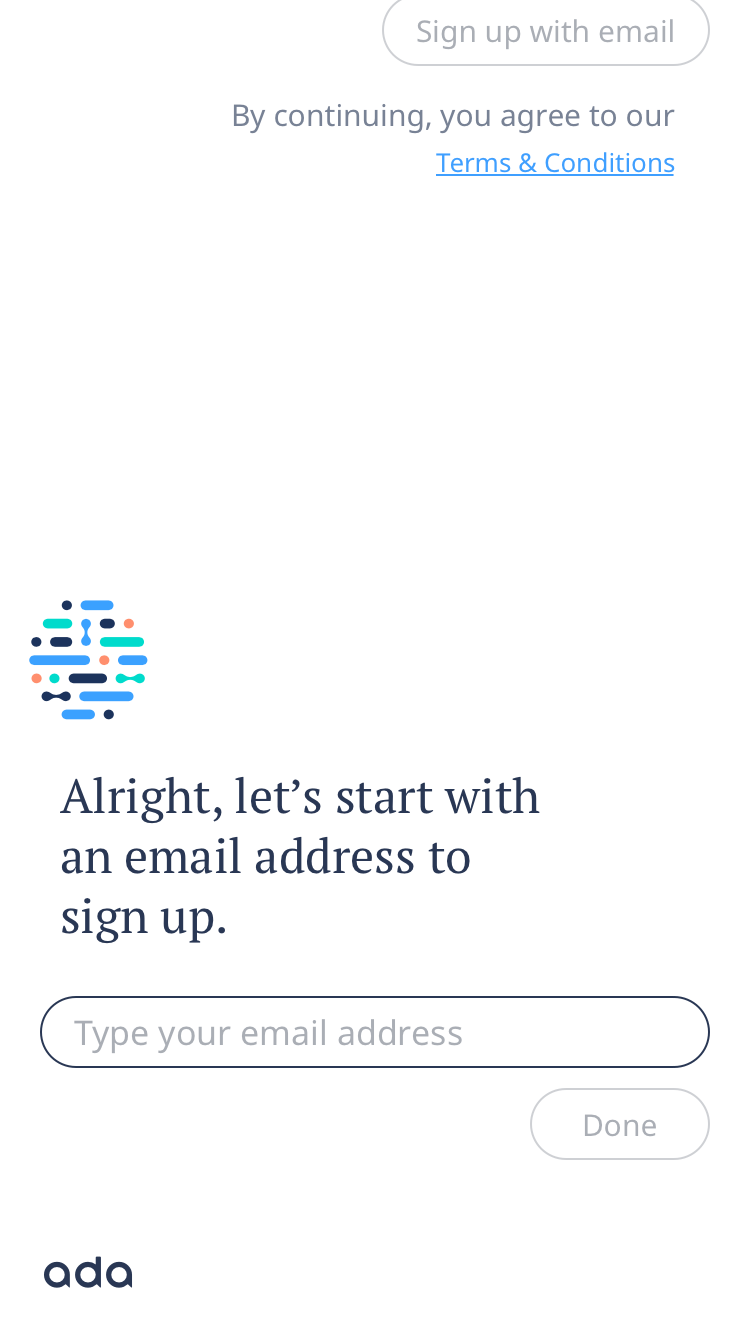 Sign up with email
By continuing, you agree to our
Terms & Conditions
Alright, let’s start with
an email address to
sign up.
Type your email address
Done
ada